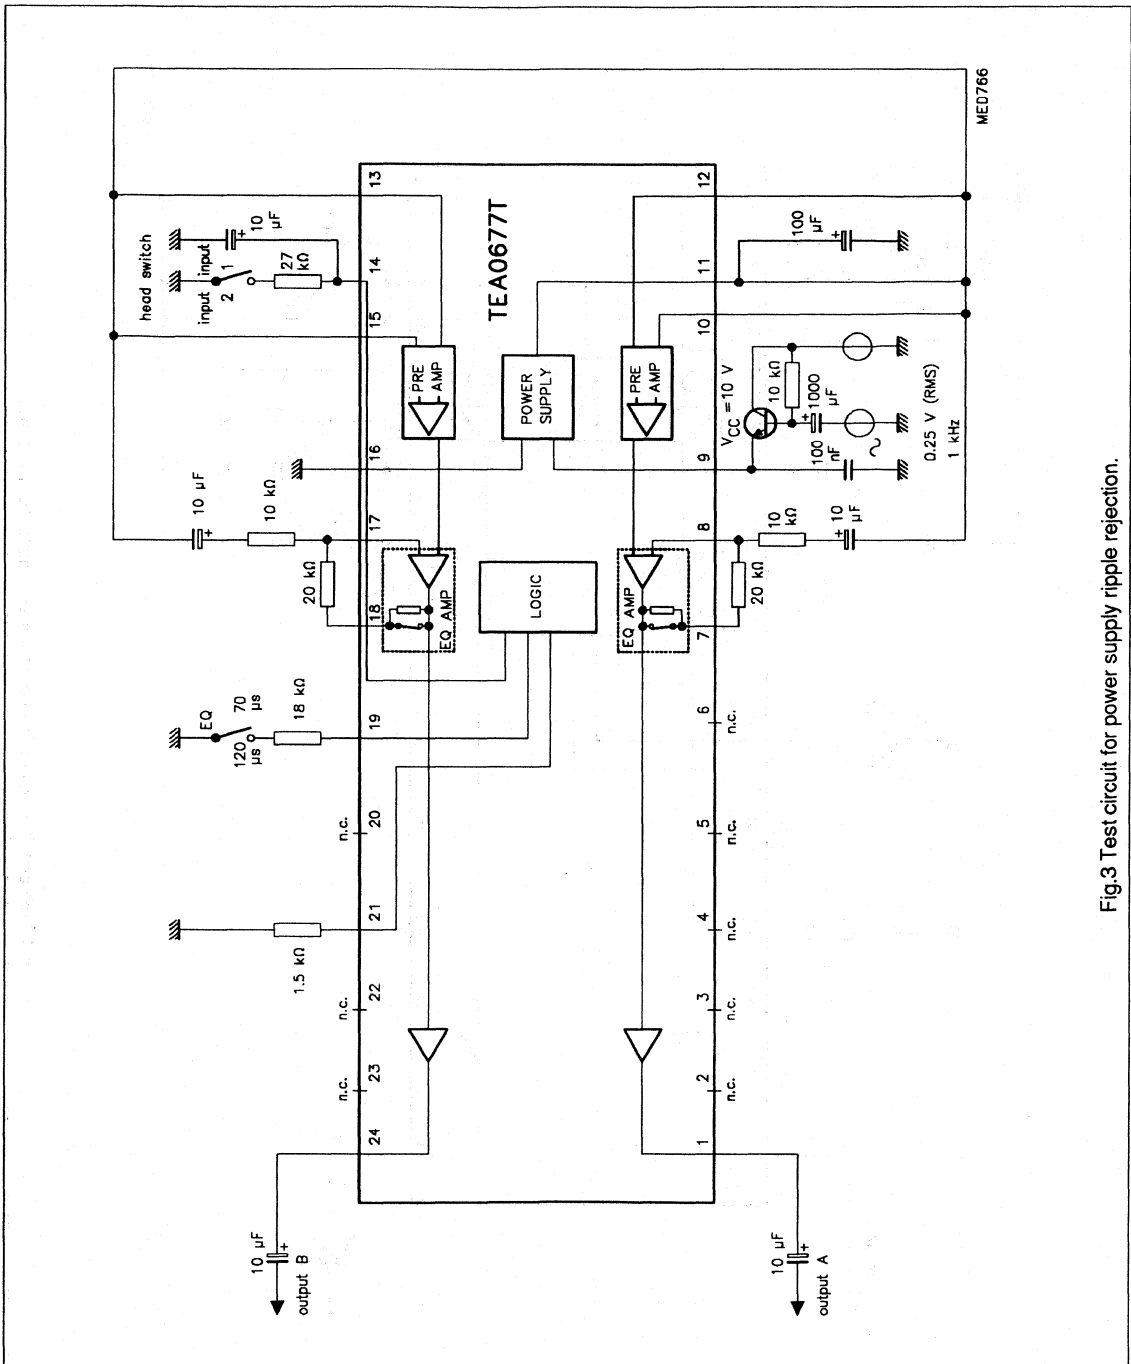 MED766
13
12
10
µF
head switch
input 1
input 2
27
kΩ
14
100
µF
11
15
TEA0677T
10
PRE
AMP
POWER
SUPPLY
PRE
AMP
VCC = 10 V
10 kΩ
1000
µF
100
nF
0.25 V (RMS)
1 kHz
16
9
10 µF
10 kΩ
17
8
10
kΩ
10
µF
20 kΩ
18
EQ AMP
LOGIC
EQ AMP
7
20 kΩ
EQ
70
µs
120
µs
18 kΩ
19
6
n.c.
n.c.
20
5
n.c.
1.5 kΩ
21
4
n.c.
n.c.
22
3
n.c.
n.c.
23
2
n.c.
24
1
10 µF
output B
10 µF
output A
+
+
+
+
+
+
+
Fig.3 Test circuit for power supply ripple rejection.